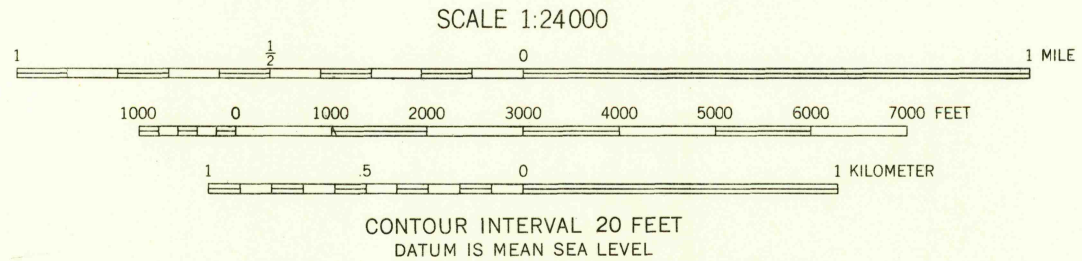 SCALE 1:24000
1 1/2 0 1 MILE
1000 0 1000 2000 3000 4000 5000 6000 7000 FEET
1 .5 0 1 KILOMETER
CONTOUR INTERVAL 20 FEET
DATUM IS MEAN SEA LEVEL